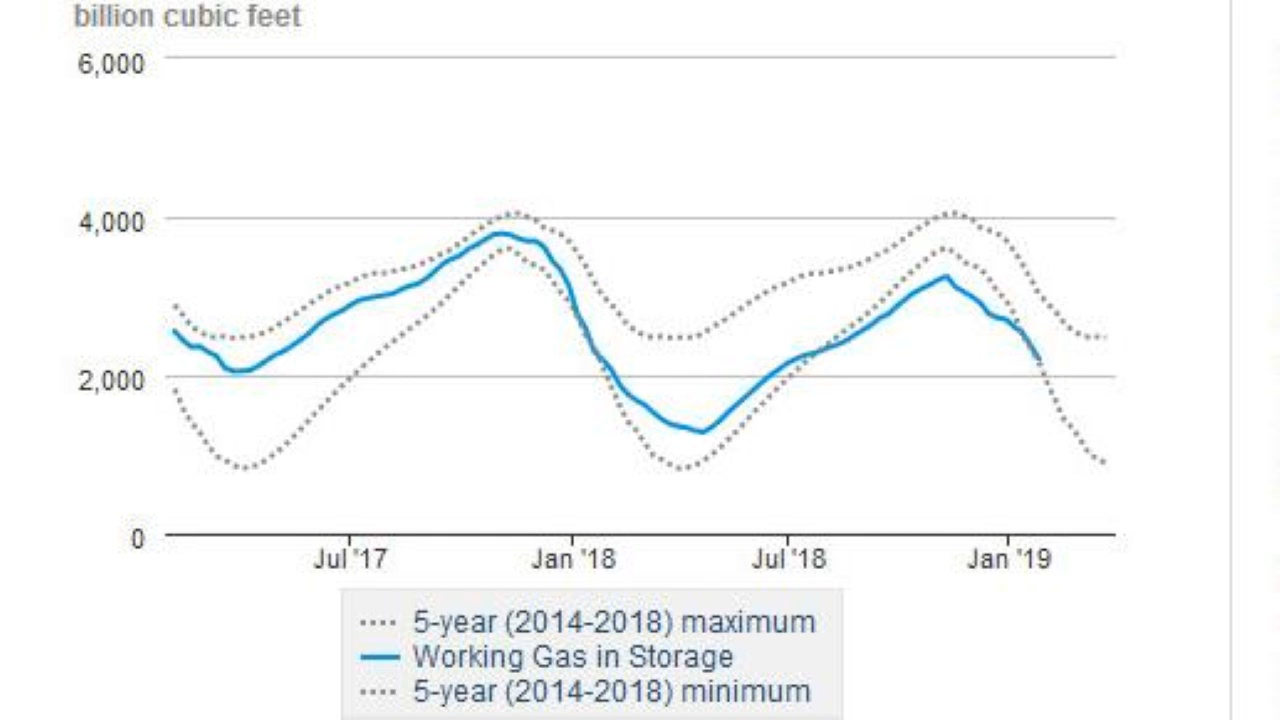 billion cubic feet
6,000
4,000
2,000
0
Jul '17 Jan '18 Jul '18 Jan '19
5-year (2014-2018) maximum
Working Gas in Storage
5-year (2014-2018) minimum